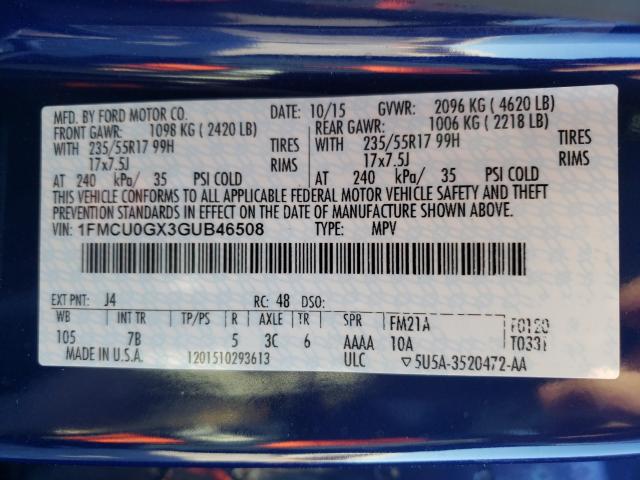 MFD. BY FORD MOTOR CO. DATE: 10/15 GVWR: 2096 KG ( 4620 LB)
FRONT GAWR: 1098 KG ( 2420 LB) REAR GAWR: 1006 KG ( 2218 LB)
WITH 235/55R17 99H TIRES WITH 235/55R17 99H TIRES
17x7.5J RIMS 17x7.5J RIMS
AT 240 kPa/ 35 PSI COLD AT 240 kPa/ 35 PSI COLD
THIS VEHICLE CONFORMS TO ALL APPLICABLE FEDERAL MOTOR VEHICLE SAFETY AND THEFT
PREVENTION STANDARDS IN EFFECT ON THE DATE OF MANUFACTURE SHOWN ABOVE.
VIN: 1FMCU0GX3GUB46508 TYPE: MPV
EXT PNT: J4 RC: 48 DSO:
WB INT TR TP/PS R AXLE TR SPR FM21A F0120
105 7B 5 3C 6 AAAA 10A T0331
MADE IN U.S.A. 1201510293613 ULC ▽5U5A-3520472-AA